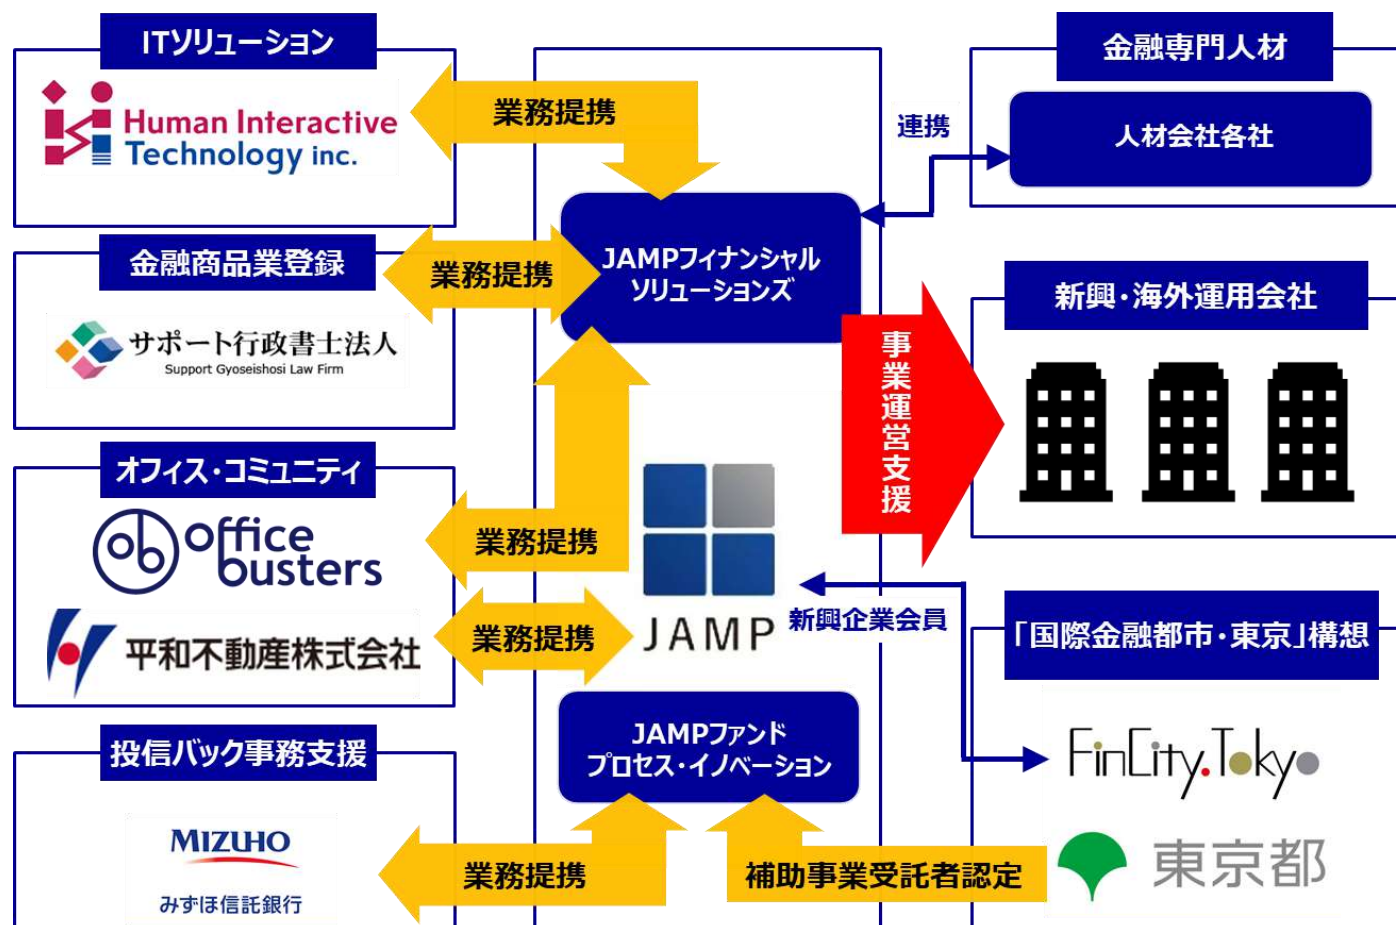 ITソリューション
Human Interactive
Technology inc.
業務提携
金融商品業登録
サポート行政書士法人
Support Gyoseishosi Law Firm
業務提携
オフィス・コミュニティ
ob office
busters
業務提携
平和不動産株式会社
業務提携
投信バック事務支援
MIZUHO
みずほ信託銀行
業務提携
JAMPフィナンシャル
ソリューションズ
JAMP
JAMPファンド
プロセス・イノベーション
補助事業受託者認定
連携
事業運営支援
新興企業会員
金融専門人材
人材会社各社
新興・海外運用会社
「国際金融都市・東京」構想
FinCity.Tokyo
東京都